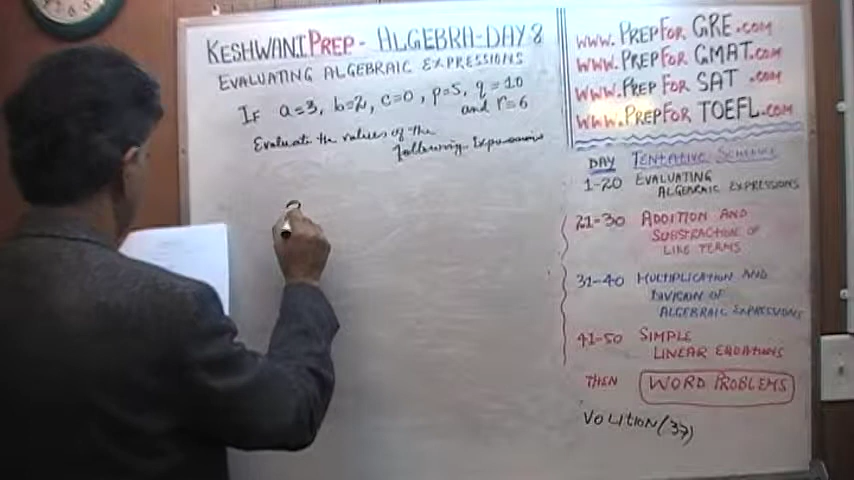 KESHWANI PREP - ALGEBRA - DAY 8
EVALUATING ALGEBRAIC EXPRESSIONS
IF a=3, b=2, c=0, p=5, q=10
and r=6
Evaluate the values of the
following Expressions
www.PREPFOR GRE.COM
www.PREPFOR GMAT.COM
www.PREPFOR SAT.COM
www.PREPFOR TOEFL.COM
DAY TENTATIVE SCHEDULE
1-20 EVALUATING
ALGEBRAIC EXPRESSIONS
21-30 ADDITION AND
SUBSTRACTION OF
LIKE TERMS
31-40 MULTIPLICATION AND
DIVISION OF
ALGEBRAIC EXPRESSIONS
41-50 SIMPLE
LINEAR EQUATIONS
THEN WORD PROBLEMS
VOLITION (37)